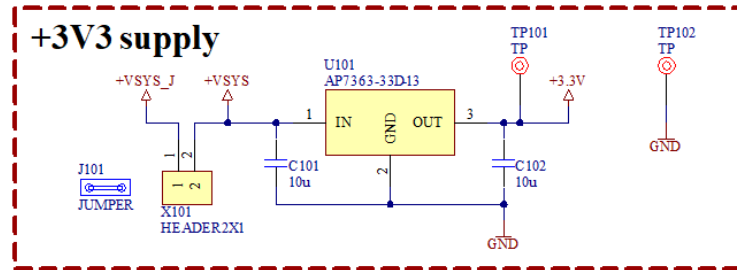 +3V3 supply
TP101
TP
TP102
TP
U101
AP7363-33D-13
+VSYS_J
+VSYS
+3.3V
1
IN
GND
OUT
3
2
C101
10u
C102
10u
GND
GND
J101
JUMPER
1
2
1
2
X101
HEADER2X1